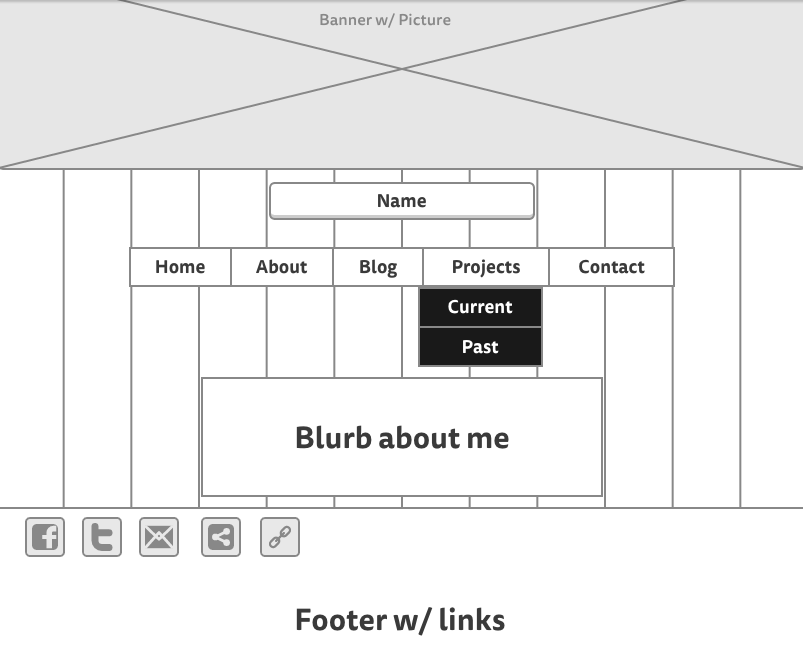 Banner w/ Picture
Name
Home About Blog Projects Contact
Current
Past
Blurb about me
Footer w/ links